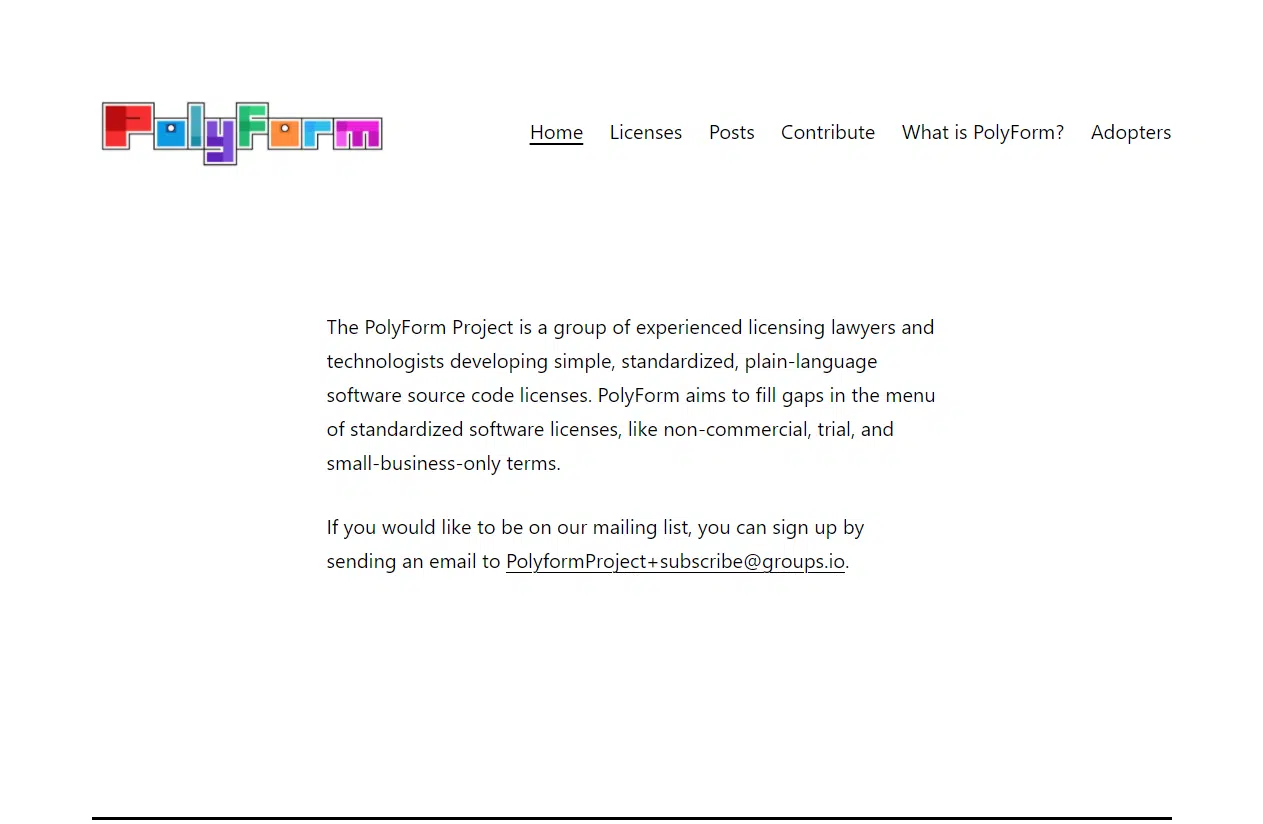 PolyForm
Home Licenses Posts Contribute What is PolyForm? Adopters
The PolyForm Project is a group of experienced licensing lawyers and
technologists developing simple, standardized, plain-language
software source code licenses. PolyForm aims to fill gaps in the menu
of standardized software licenses, like non-commercial, trial, and
small-business-only terms.
If you would like to be on our mailing list, you can sign up by
sending an email to PolyformProject+subscribe@groups.io.